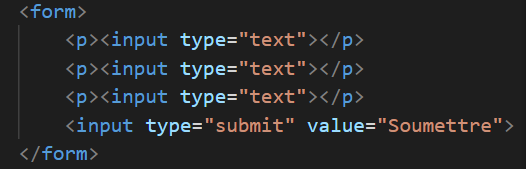 <form>
<p><input type="text"></p>
<p><input type="text"></p>
<p><input type="text"></p>
<input type="submit" value="Soumettre">
</form>